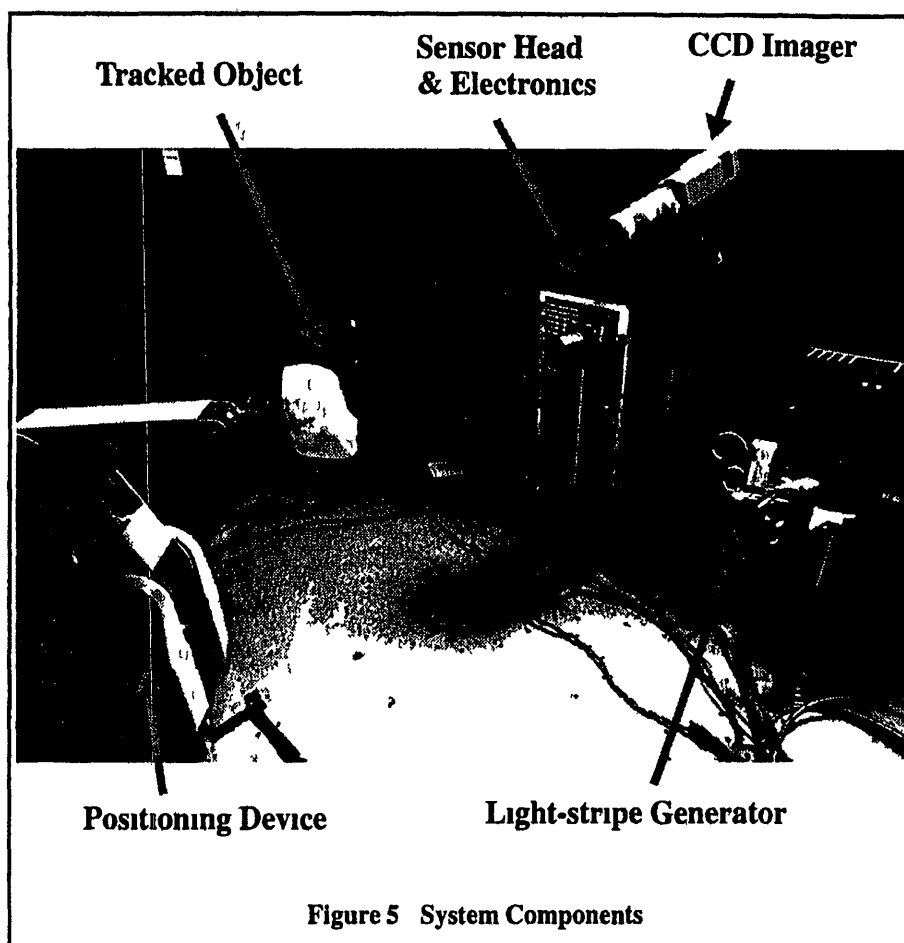 Tracked Object
Sensor Head
& Electronics
CCD Imager
Positioning Device
Light-stripe Generator
Figure 5 System Components